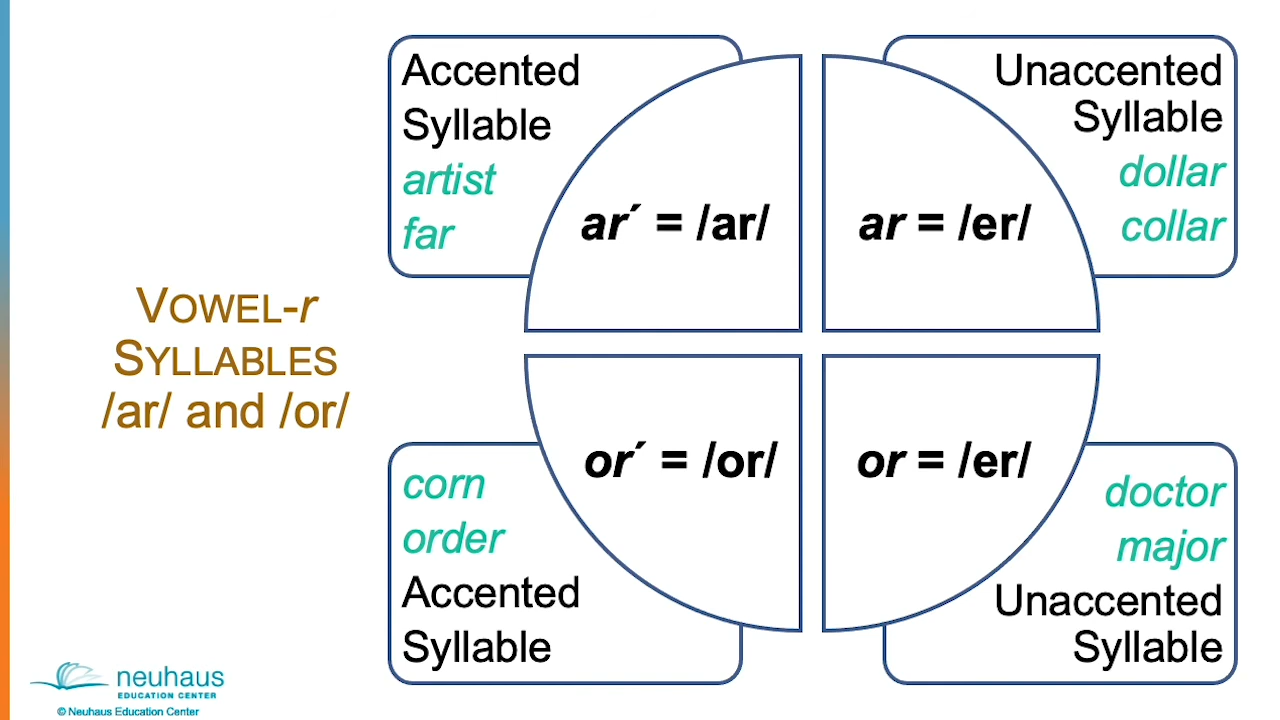 Vowel-r
Syllables
/ar/ and /or/
Accented
Syllable
artist
far
ar´ = /ar/
Unaccented
Syllable
dollar
collar
ar = /er/
or´ = /or/
corn
order
Accented
Syllable
or = /er/
doctor
major
Unaccented
Syllable
neuhaus
EDUCATION CENTER
© Neuhaus Education Center